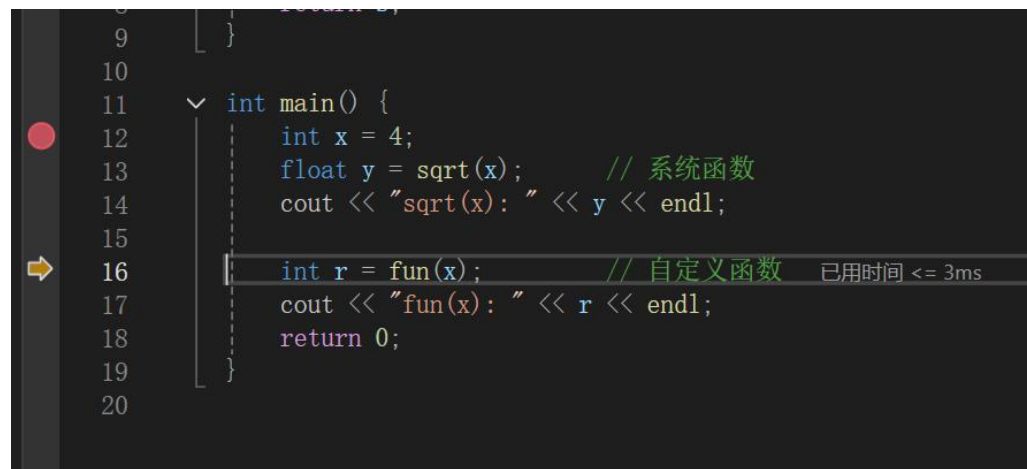 9 }
10
11 int main() {
12 int x = 4;
13 float y = sqrt(x); // 系统函数
14 cout << "sqrt(x): " << y << endl;
15
16 int r = fun(x); // 自定义函数 已用时间 <= 3ms
17 cout << "fun(x): " << r << endl;
18 return 0;
19 }
20